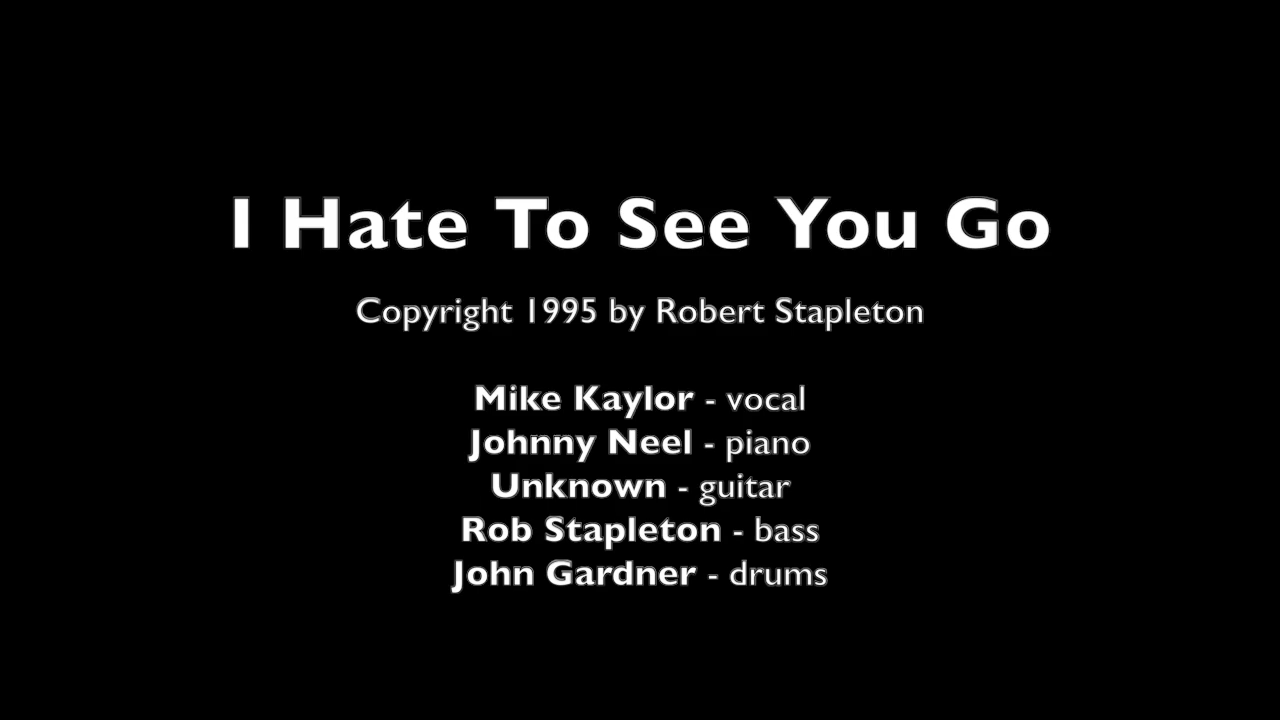 I Hate To See You Go
Copyright 1995 by Robert Stapleton
Mike Kaylor - vocal
Johnny Neel - piano
Unknown - guitar
Rob Stapleton - bass
John Gardner - drums